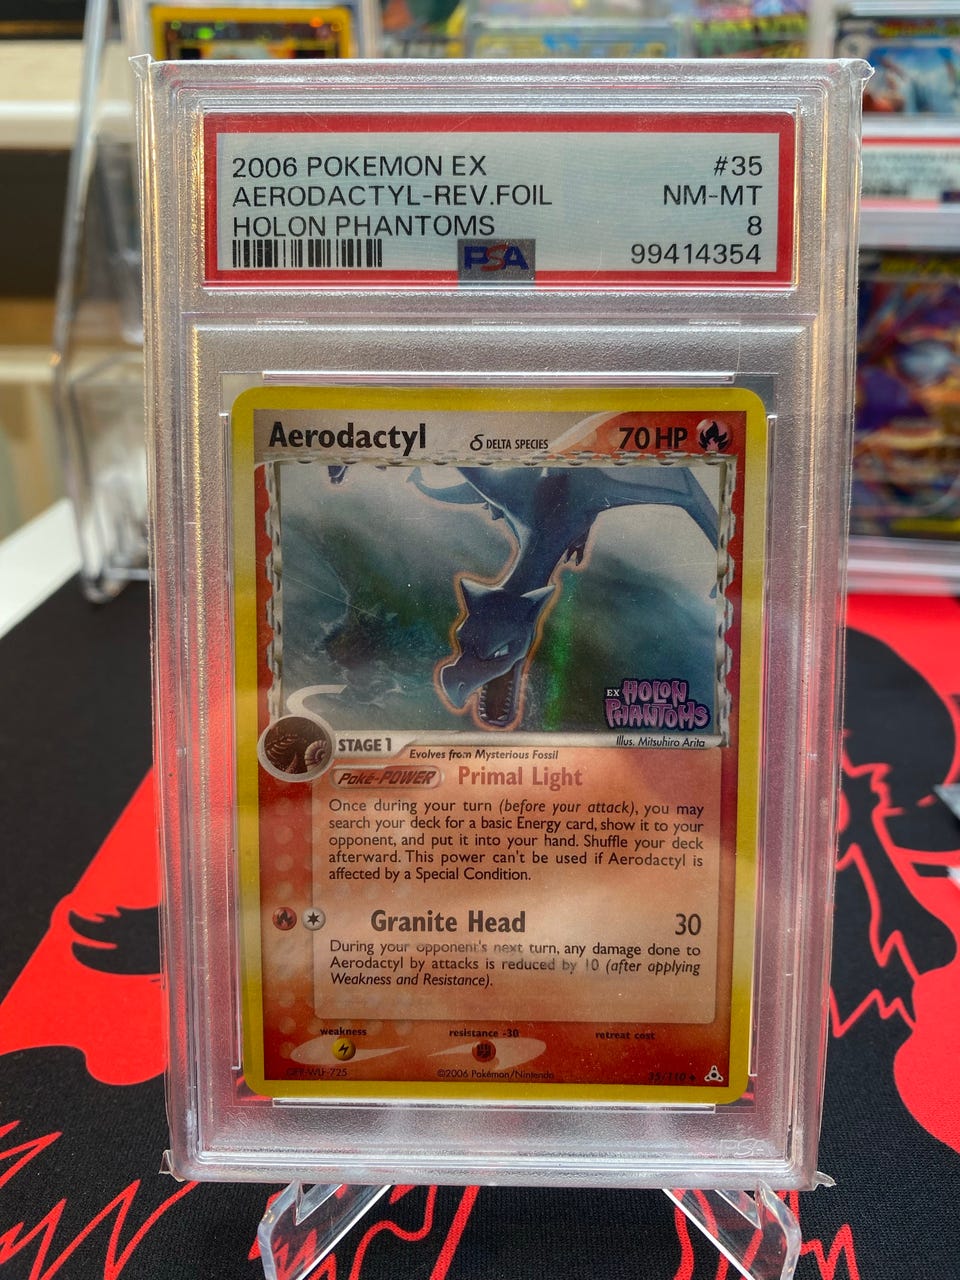 2006 POKEMON EX #35
AERODACTYL-REV.FOIL NM-MT
HOLON PHANTOMS 8
PSA 99414354
Aerodactyl δ DELTA SPECIES 70 HP
EX HOLON
PHANTOMS
Illus. Mitsuhiro Arita
STAGE 1 Evolves from Mysterious Fossil
Poké-POWER Primal Light
Once during your turn (before your attack), you may
search your deck for a basic Energy card, show it to your
opponent, and put it into your hand. Shuffle your deck
afterward. This power can't be used if Aerodactyl is
affected by a Special Condition.
Granite Head 30
During your opponent's next turn, any damage done to
Aerodactyl by attacks is reduced by 10 (after applying
Weakness and Resistance).
weakness resistance -30 retreat cost
©2006 Pokémon/Nintendo 35/110
PSA